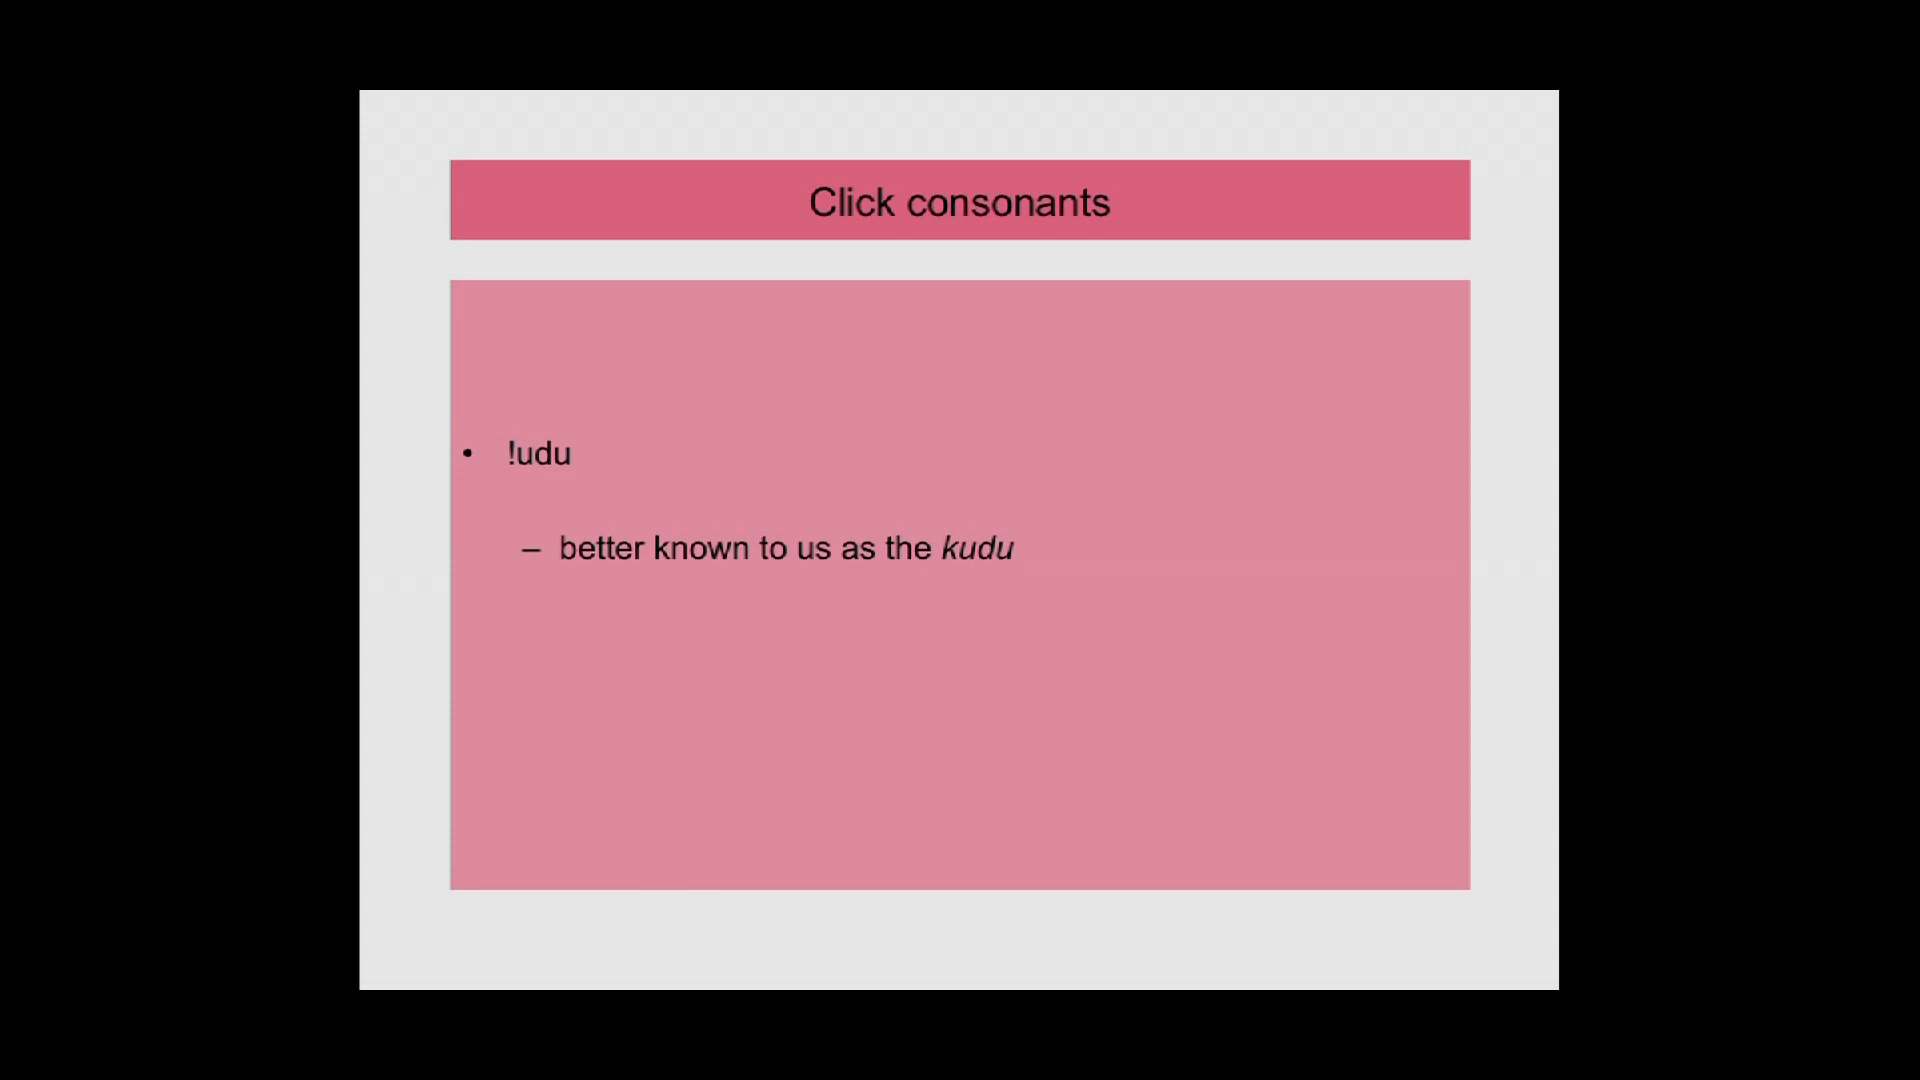 Click consonants
• !udu
– better known to us as the kudu